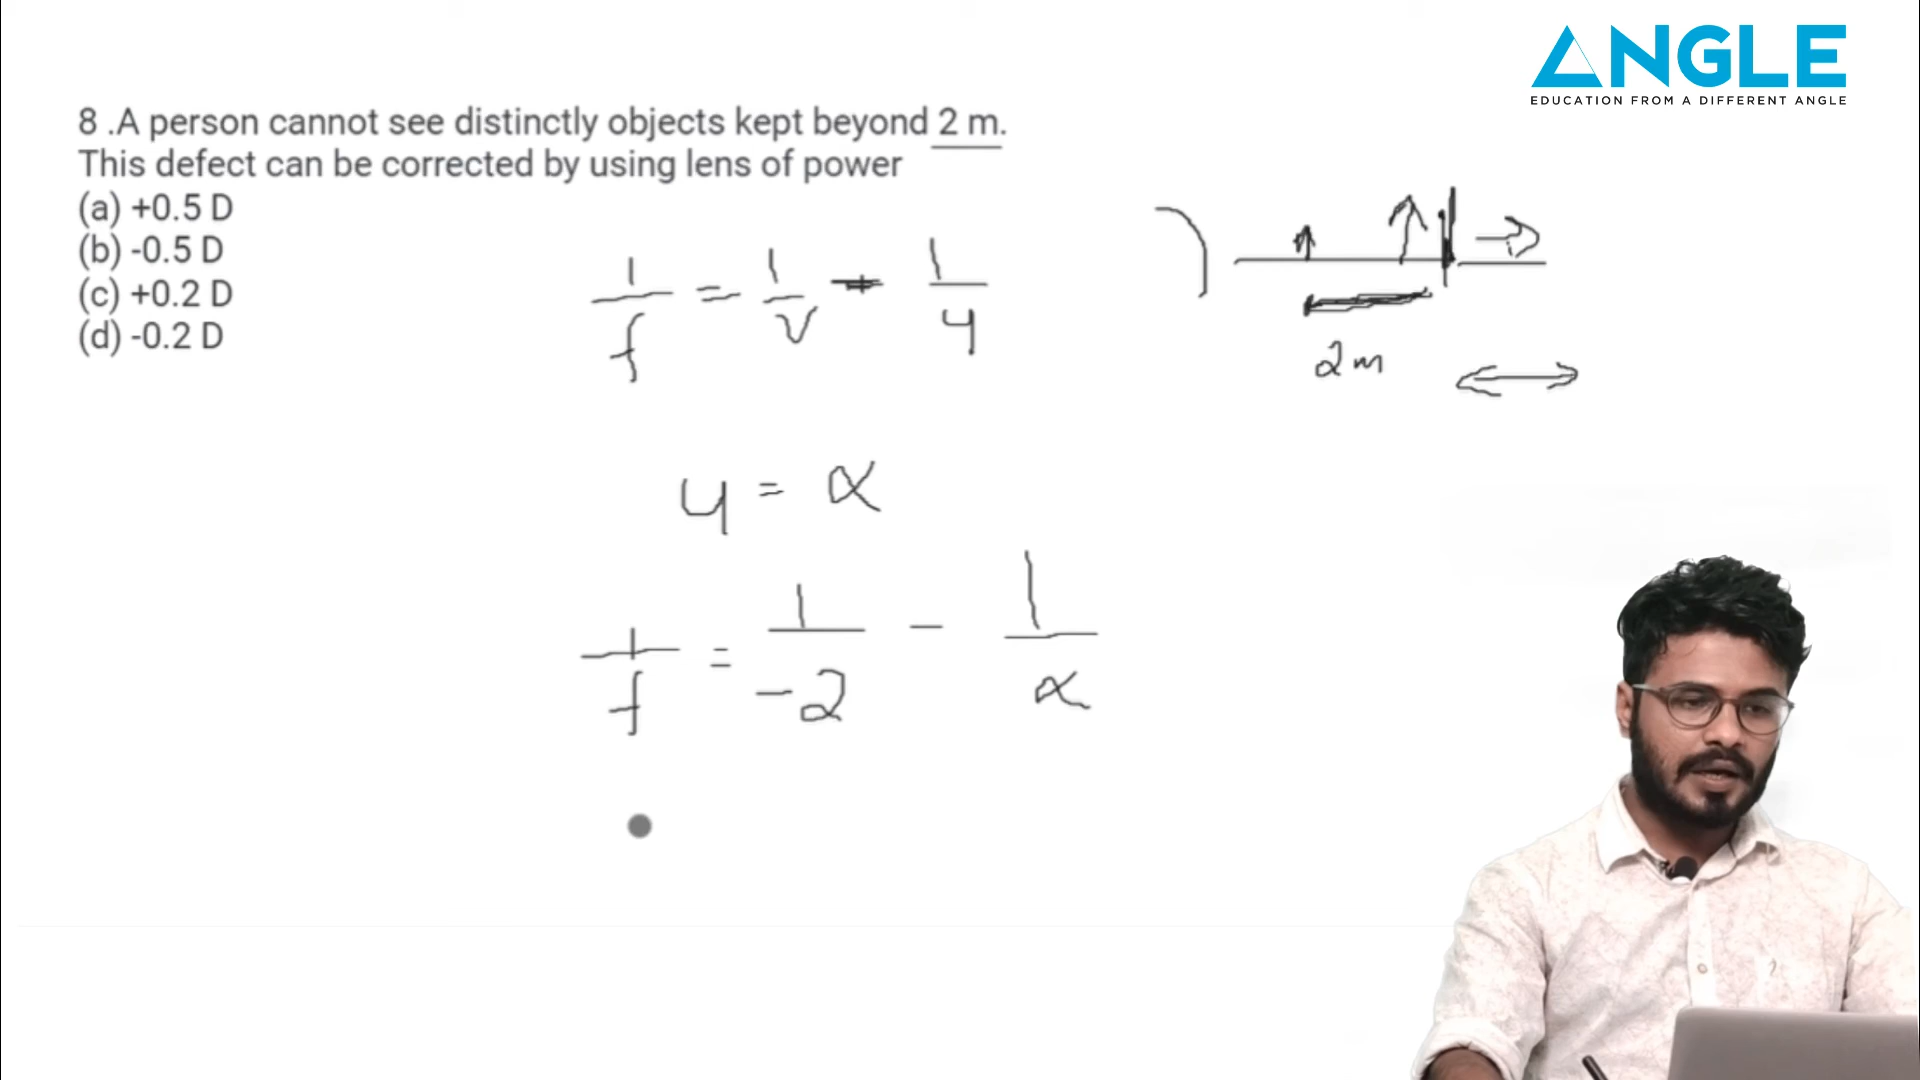 ANGLE
EDUCATION FROM A DIFFERENT ANGLE
8 .A person cannot see distinctly objects kept beyond 2 m.
This defect can be corrected by using lens of power
(a) +0.5 D
(b) -0.5 D
(c) +0.2 D
(d) -0.2 D
1/f = 1/v - 1/u
2m
u = α
1/f = 1/-2 - 1/α